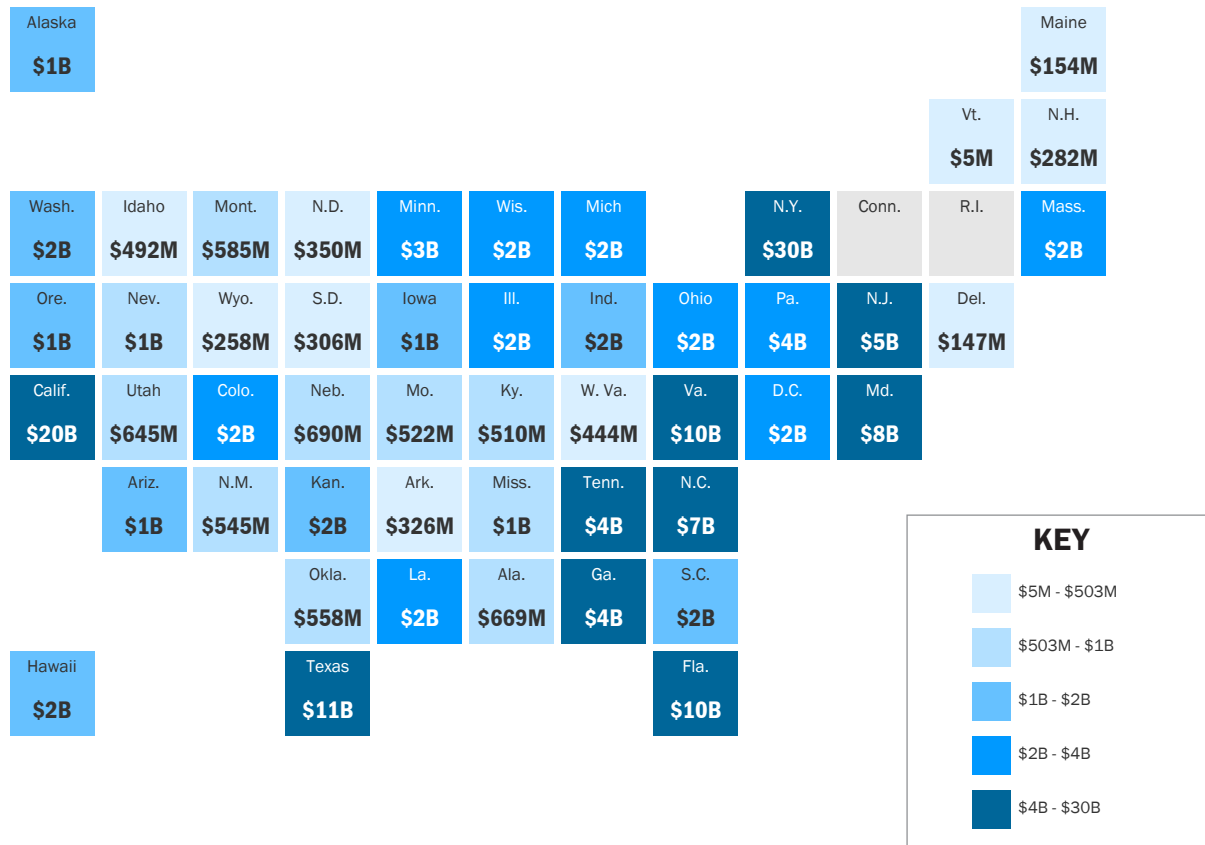 Alaska
$1B
Maine
$154M
Vt.
$5M
N.H.
$282M
Wash.
$2B
Idaho
$492M
Mont.
$585M
N.D.
$350M
Minn.
$3B
Wis.
$2B
Mich
$2B
N.Y.
$30B
Conn.
R.I.
Mass.
$2B
Ore.
$1B
Nev.
$1B
Wyo.
$258M
S.D.
$306M
Iowa
$1B
Ill.
$2B
Ind.
$2B
Ohio
$2B
Pa.
$4B
N.J.
$5B
Del.
$147M
Calif.
$20B
Utah
$645M
Colo.
$2B
Neb.
$690M
Mo.
$522M
Ky.
$510M
W. Va.
$444M
Va.
$10B
D.C.
$2B
Md.
$8B
Ariz.
$1B
N.M.
$545M
Kan.
$2B
Ark.
$326M
Miss.
$1B
Tenn.
$4B
N.C.
$7B
Okla.
$558M
La.
$2B
Ala.
$669M
Ga.
$4B
S.C.
$2B
Hawaii
$2B
Texas
$11B
Fla.
$10B
KEY
$5M - $503M
$503M - $1B
$1B - $2B
$2B - $4B
$4B - $30B